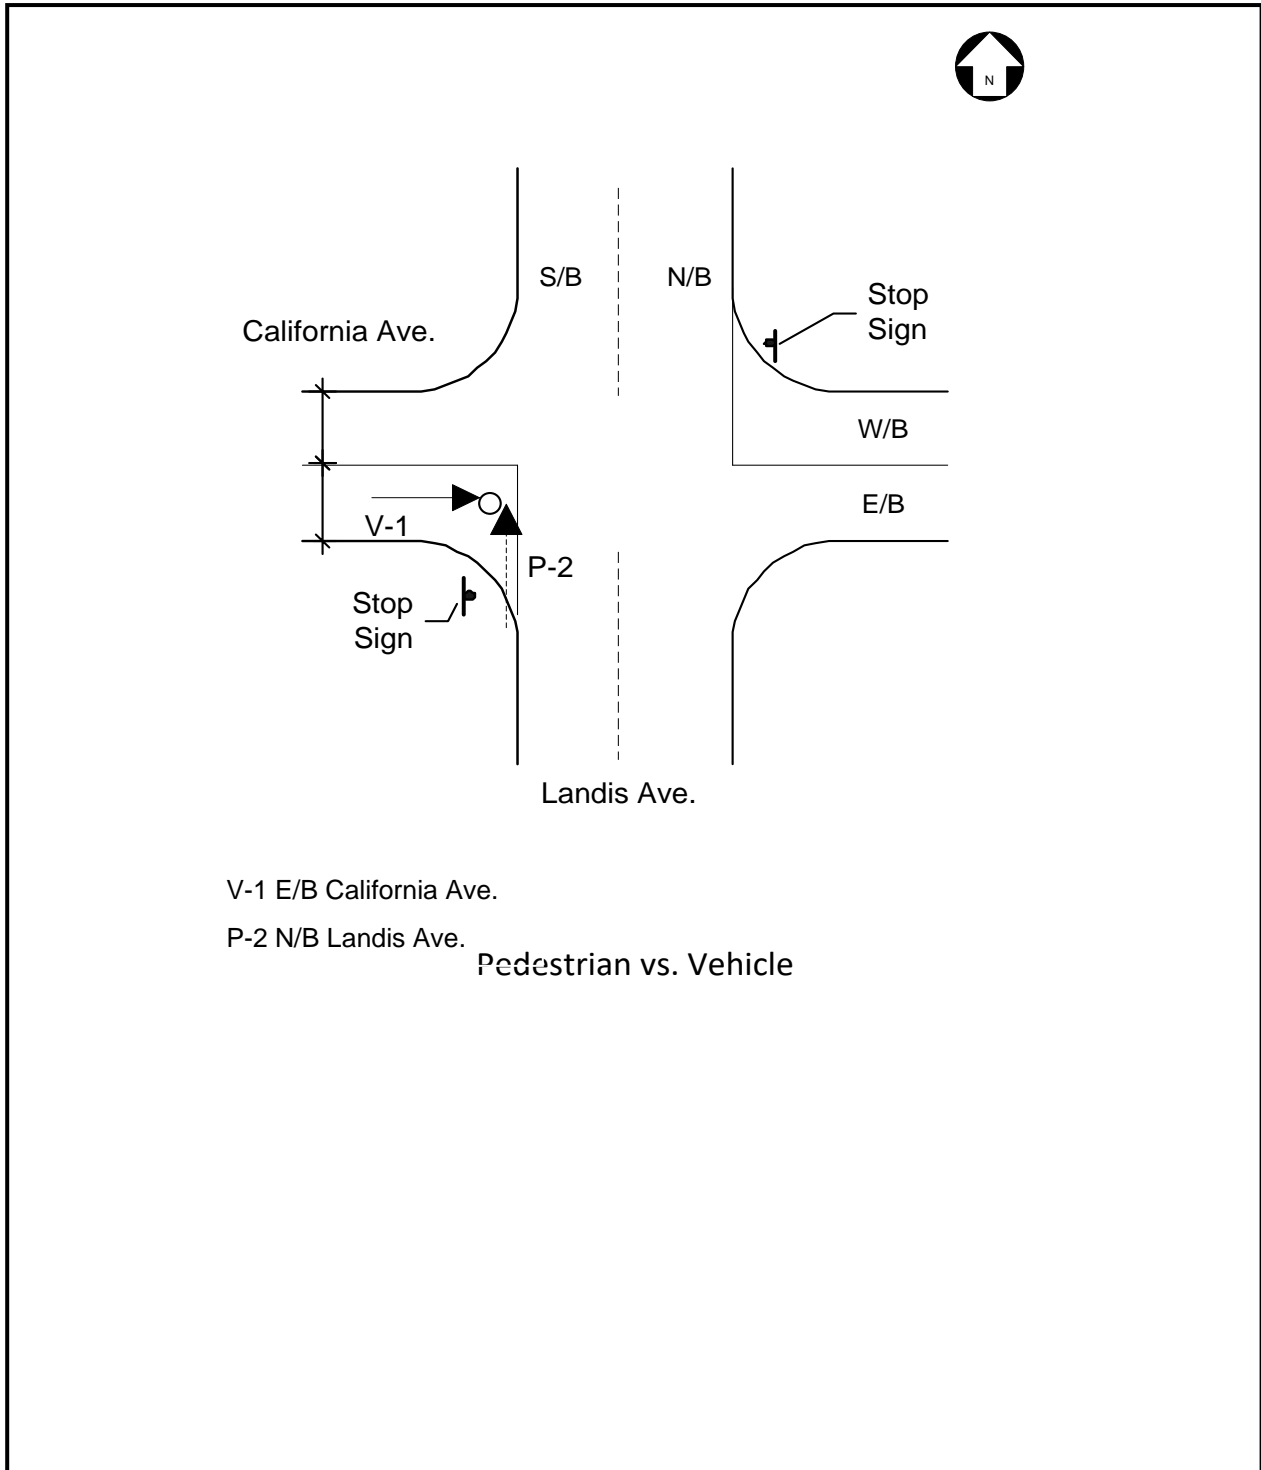 N
S/B
N/B
Stop
Sign
California Ave.
W/B
E/B
V-1
P-2
Stop
Sign
Landis Ave.
V-1 E/B California Ave.
P-2 N/B Landis Ave.
Pedestrian vs. Vehicle